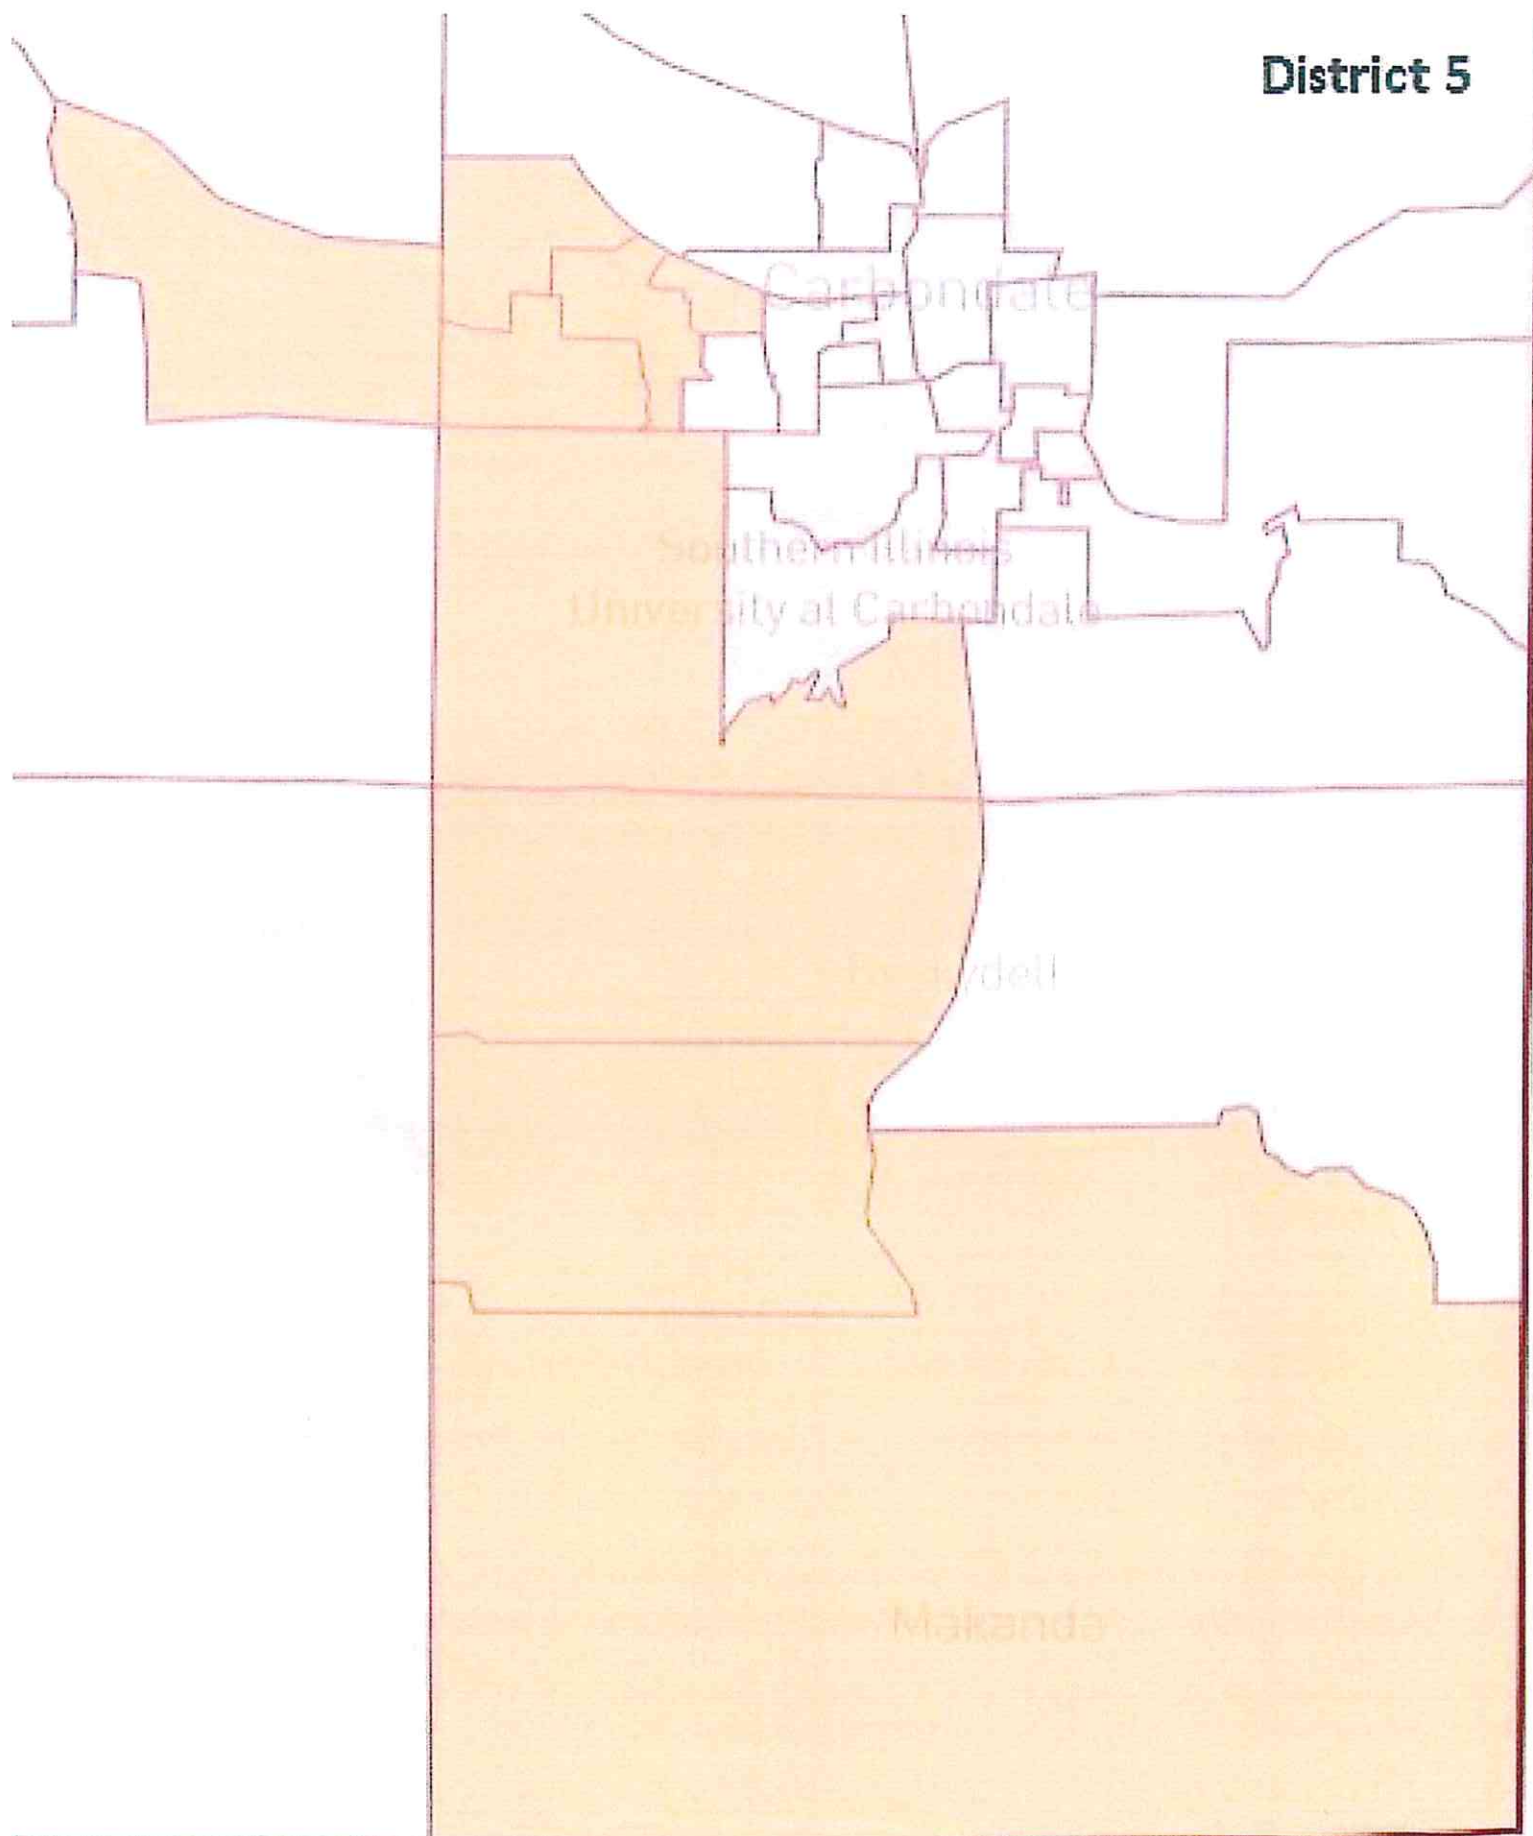 District 5
Carbondale
Southern Illinois
University at Carbondale
Makanda